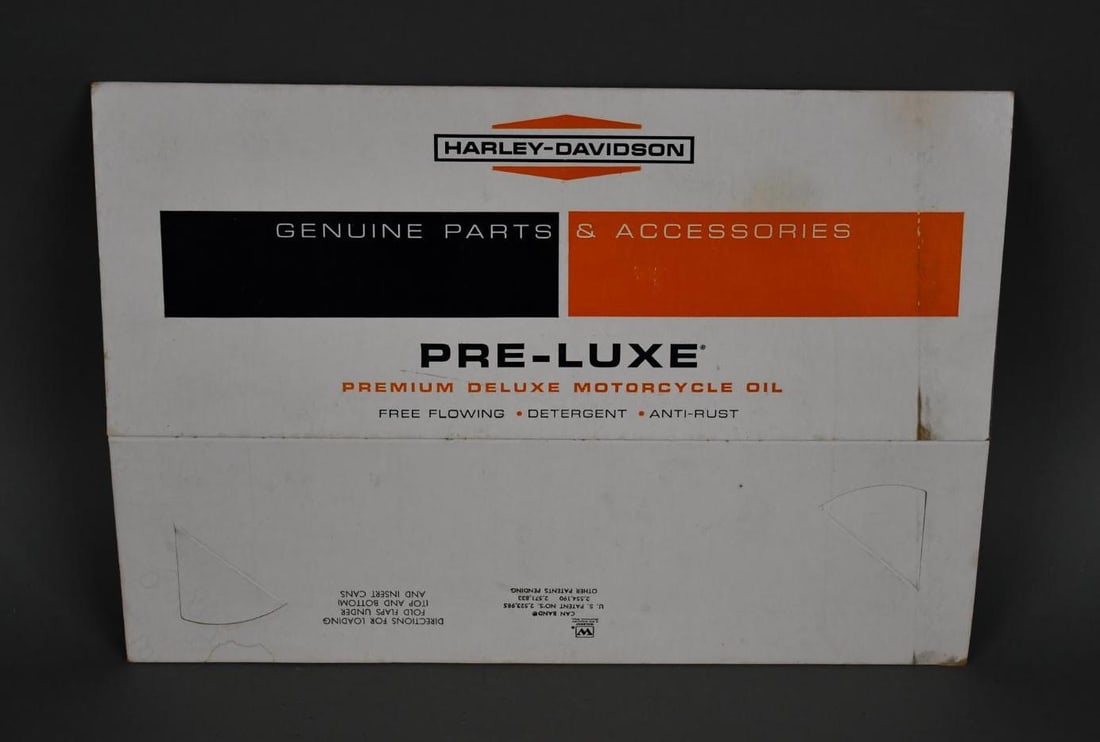 HARLEY-DAVIDSON
GENUINE PARTS & ACCESSORIES
PRE-LUXE®
PREMIUM DELUXE MOTORCYCLE OIL
FREE FLOWING • DETERGENT • ANTI-RUST
DIRECTIONS FOR LOADING
FOLD FLAPS UNDER
(TOP AND BOTTOM)
AND INSERT CANS
W®
CAN BAND®
U. S. PATENT NO'S. 2,523,985
2,554,190 2,571,833
OTHER PATENTS PENDING